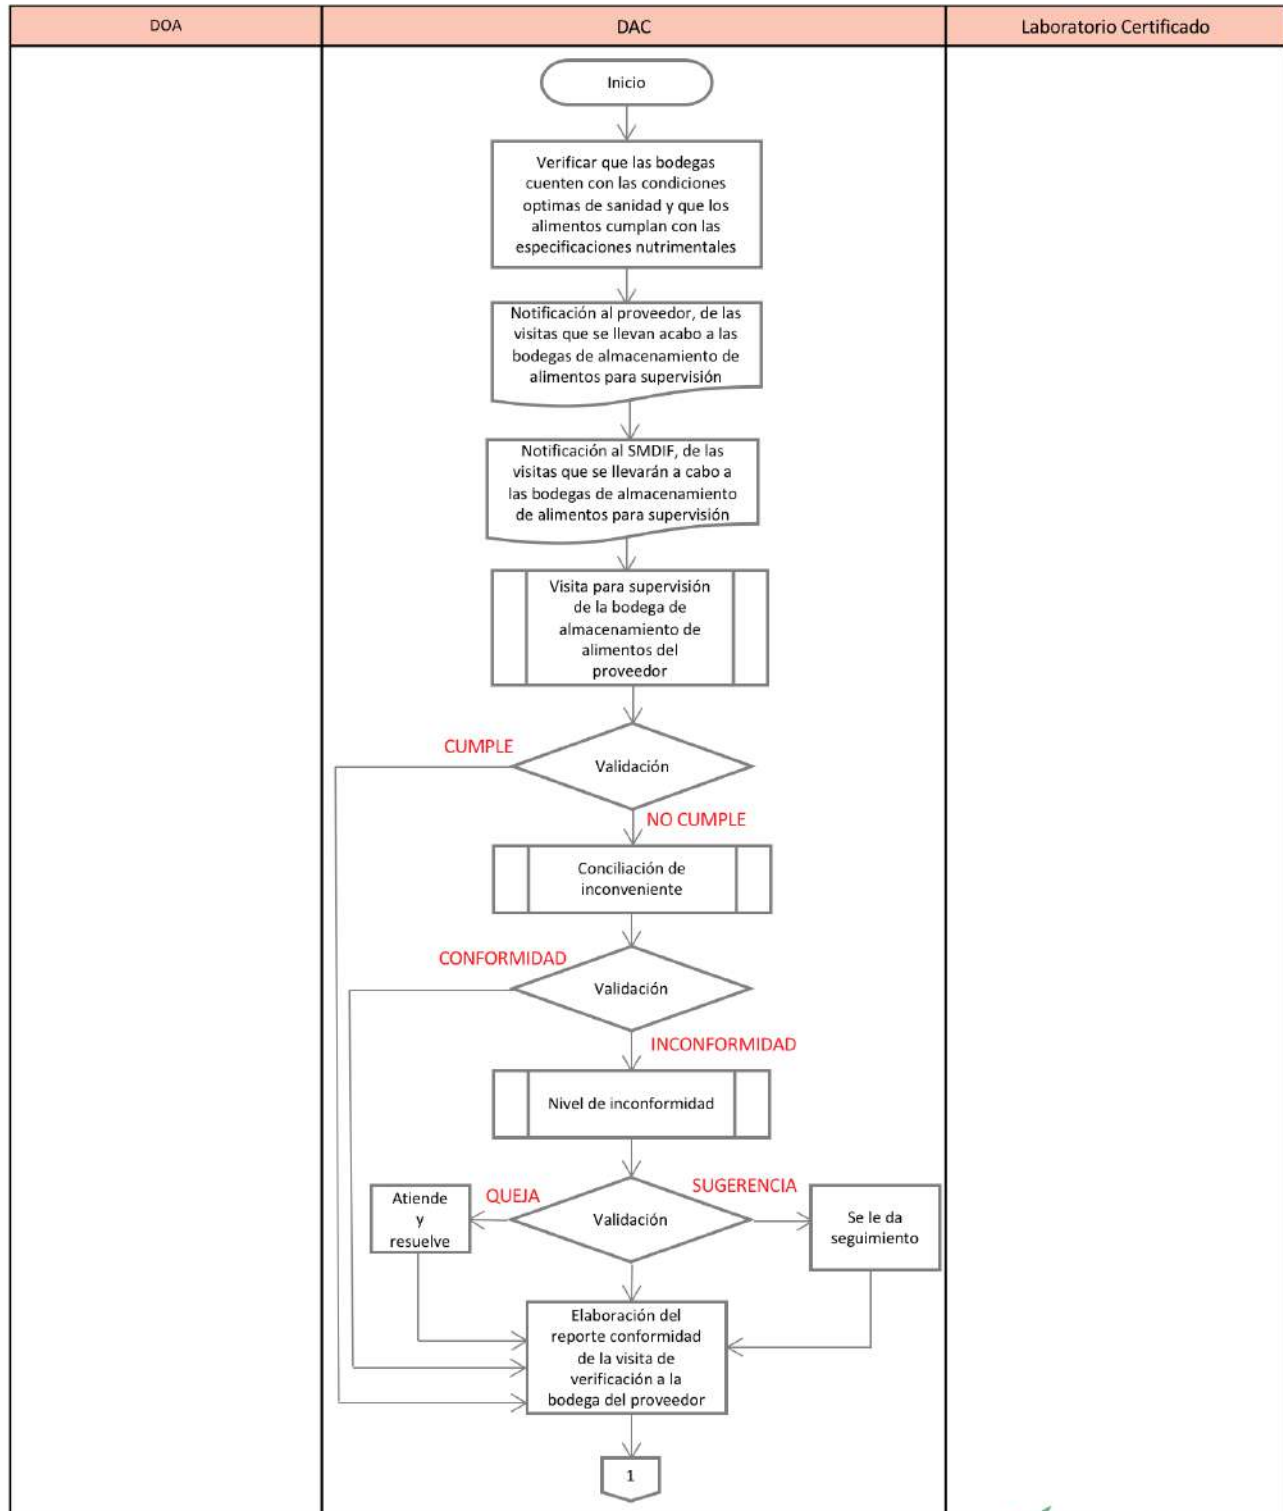 DOA
DAC
Laboratorio Certificado
Inicio
Verificar que las bodegas
cuenten con las condiciones
optimas de sanidad y que los
alimentos cumplan con las
especificaciones nutrimentales
Notificación al proveedor, de las
visitas que se llevan acabo a las
bodegas de almacenamiento de
alimentos para supervisión
Notificación al SMDIF, de las
visitas que se llevarán a cabo a
las bodegas de almacenamiento
de alimentos para supervisión
Visita para supervisión
de la bodega de
almacenamiento de
alimentos del
proveedor
CUMPLE
Validación
NO CUMPLE
Conciliación de
inconveniente
CONFORMIDAD
Validación
INCONFORMIDAD
Nivel de inconformidad
Atiende
y
resuelve
QUEJA
Validación
SUGERENCIA
Se le da
seguimiento
Elaboración del
reporte conformidad
de la visita de
verificación a la
bodega del proveedor
1